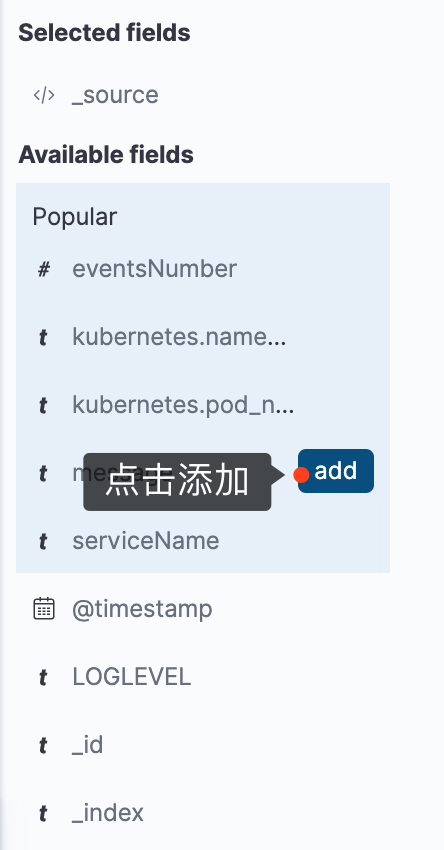 Selected fields
</> _source
Available fields
Popular
# eventsNumber
t kubernetes.name...
t kubernetes.pod_n...
t message
点击添加
add
t serviceName
@timestamp
t LOGLEVEL
t _id
t _index